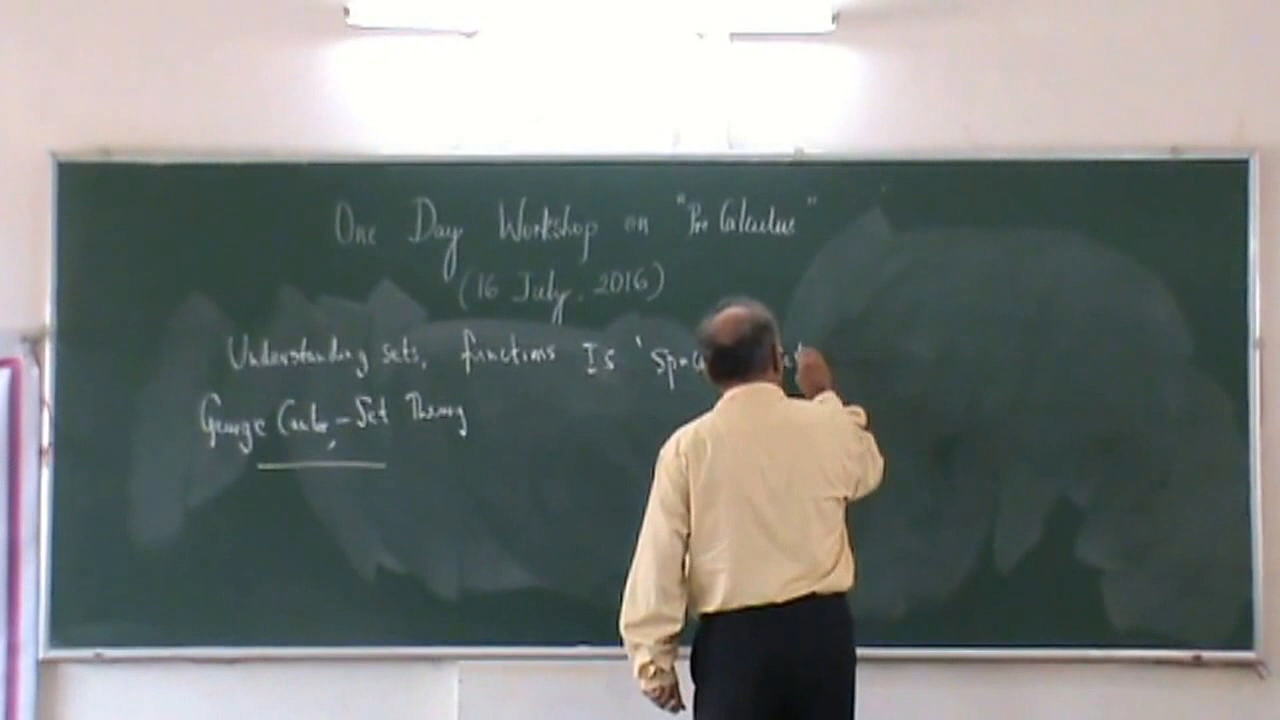 One Day Workshop on "Pre Calculus"
(16 July, 2016)
Understanding sets, functions Is '
George Cantor, - Set Theory